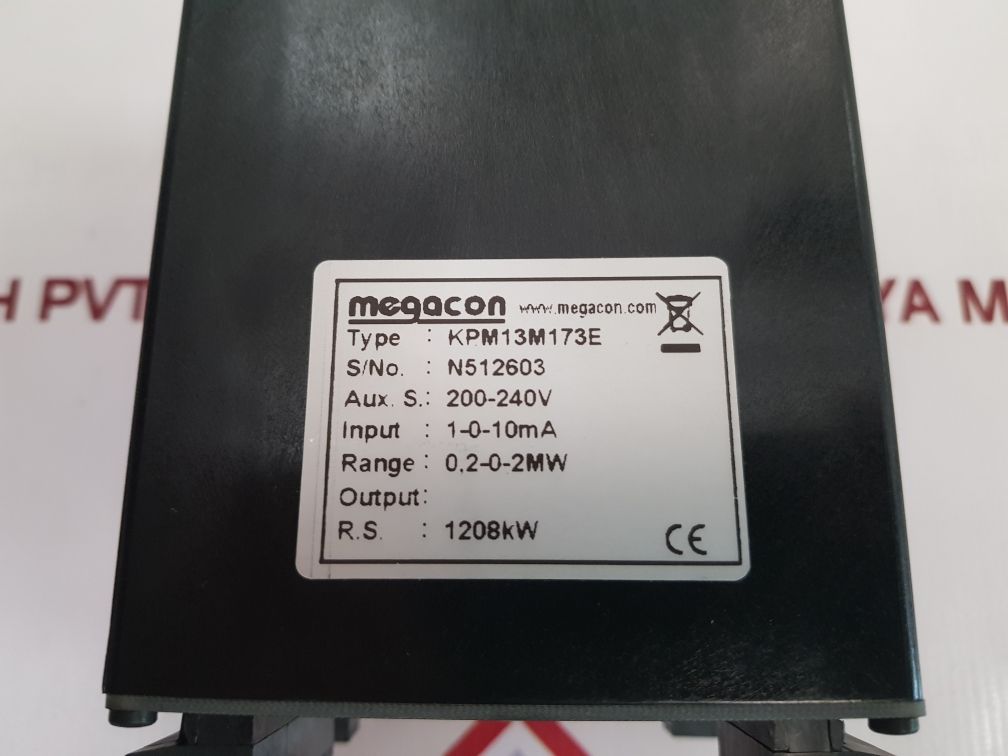 H PVT
YA M
megacon www.megacon.com
Type : KPM13M173E
S/No. : N512603
Aux. S.: 200-240V
Input : 1-0-10mA
Range : 0,2-0-2MW
Output:
R.S. : 1208kW
CE